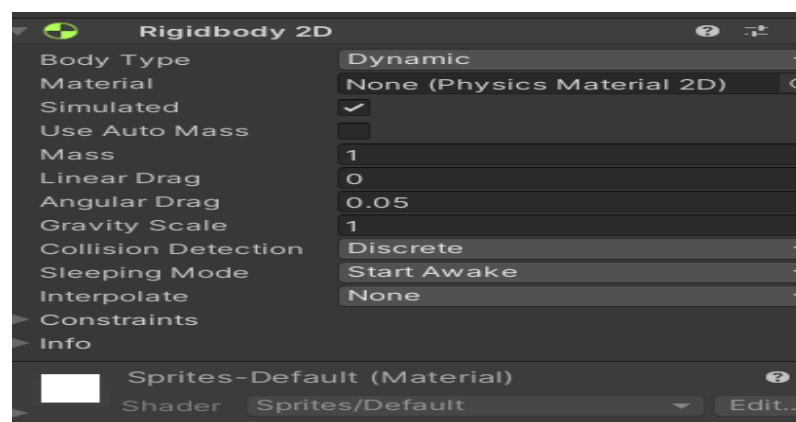 Rigidbody 2D
Body Type Dynamic
Material None (Physics Material 2D)
Simulated
Use Auto Mass
Mass 1
Linear Drag 0
Angular Drag 0.05
Gravity Scale 1
Collision Detection Discrete
Sleeping Mode Start Awake
Interpolate None
Constraints
Info
Sprites-Default (Material)
Shader Sprites/Default Edit..